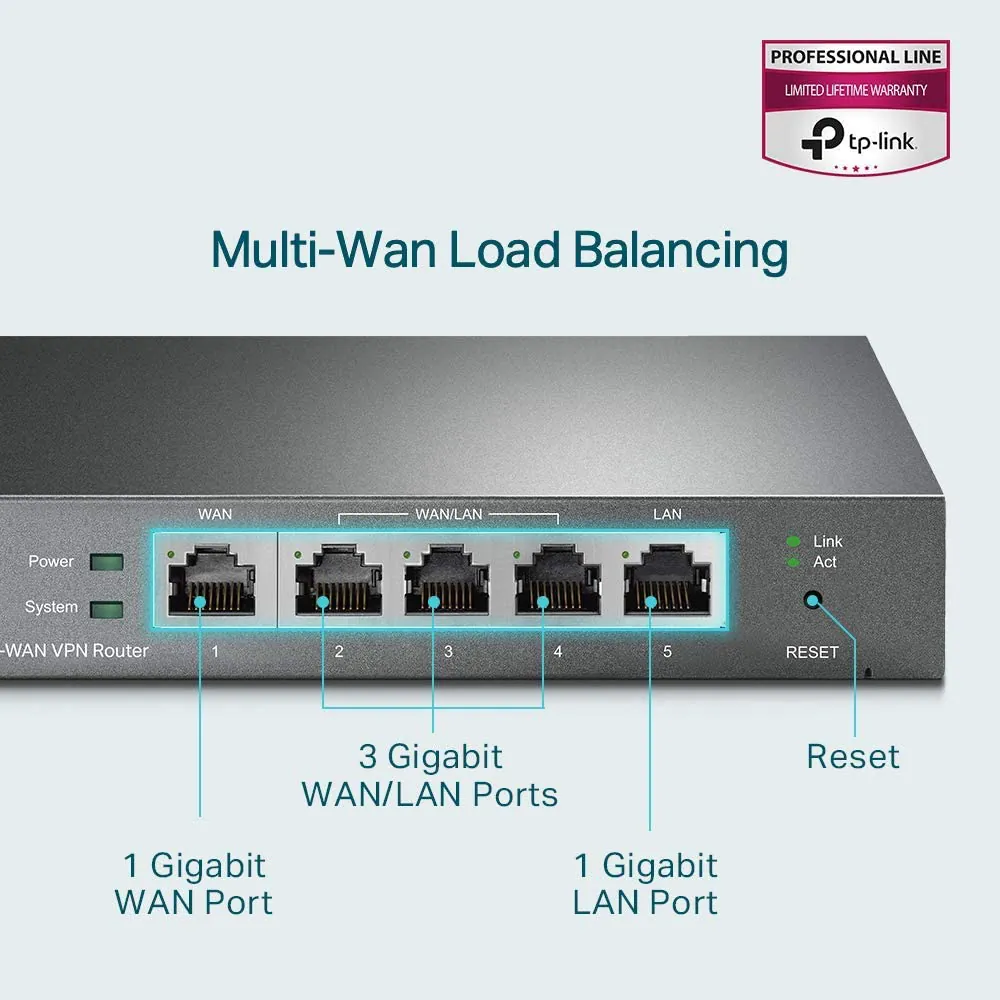 PROFESSIONAL LINE
LIMITED LIFETIME WARRANTY
tp-link
Multi-Wan Load Balancing
WAN
WAN/LAN
LAN
Power
Link
Act
System
-WAN VPN Router
1
2
3
4
5
RESET
3 Gigabit
WAN/LAN Ports
Reset
1 Gigabit
WAN Port
1 Gigabit
LAN Port